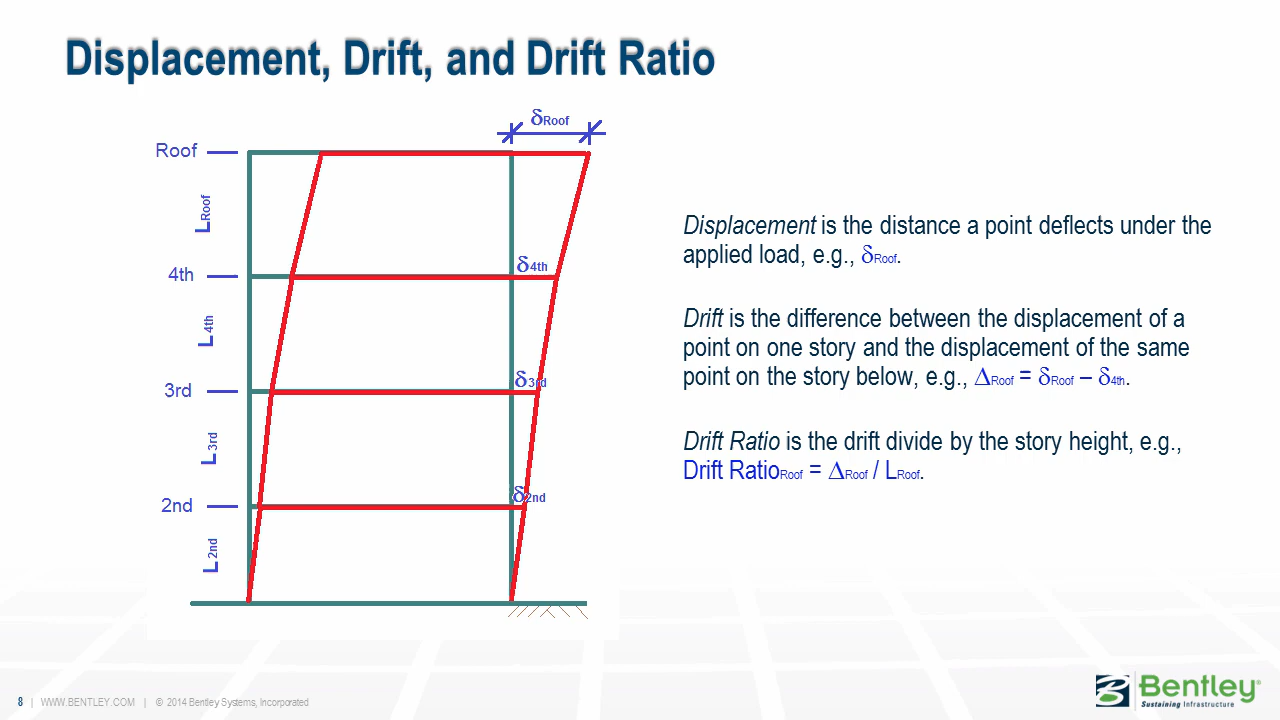 Displacement, Drift, and Drift Ratio
δRoof
Roof
LRoof
4th
δ4th
L4th
3rd
δ3rd
L3rd
2nd
δ2nd
L2nd
Displacement is the distance a point deflects under the
applied load, e.g., δRoof.
Drift is the difference between the displacement of a
point on one story and the displacement of the same
point on the story below, e.g., ΔRoof = δRoof – δ4th.
Drift Ratio is the drift divide by the story height, e.g.,
Drift RatioRoof = ΔRoof / LRoof.
8 | WWW.BENTLEY.COM | © 2014 Bentley Systems, Incorporated
Bentley®
Sustaining Infrastructure